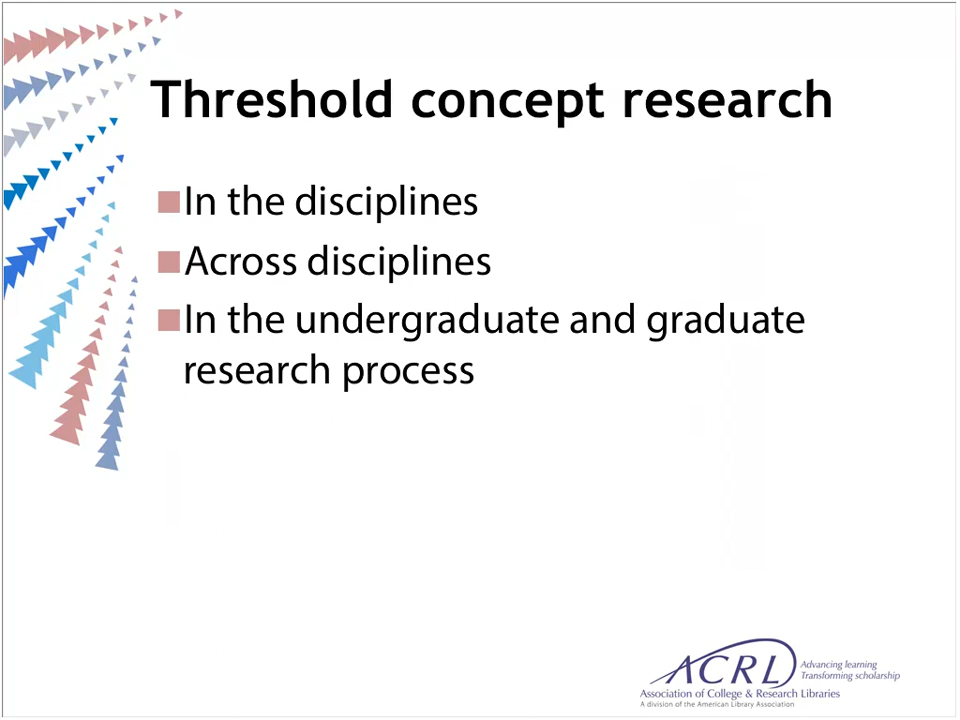 Threshold concept research
In the disciplines
Across disciplines
In the undergraduate and graduate
research process
ACRL
Advancing learning
Transforming scholarship
Association of College & Research Libraries
A division of the American Library Association